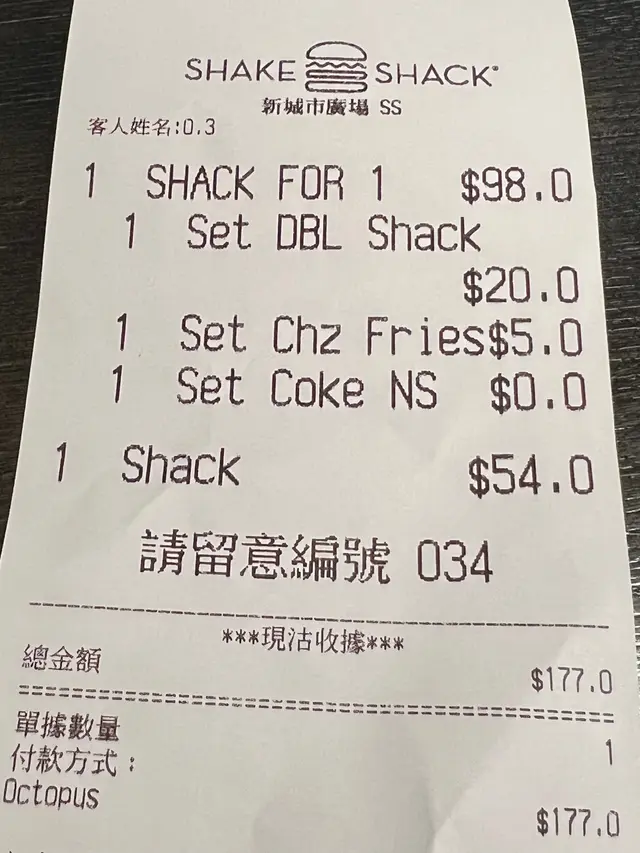 SHAKE SHACK
新城市廣場 SS
客人姓名:0.3
1 SHACK FOR 1 $98.0
1 Set DBL Shack
$20.0
1 Set Chz Fries$5.0
1 Set Coke NS $0.0
1 Shack $54.0
請留意編號 034
***現沽收據***
總金額 $177.0
單據數量 1
付款方式：
Octopus $177.0